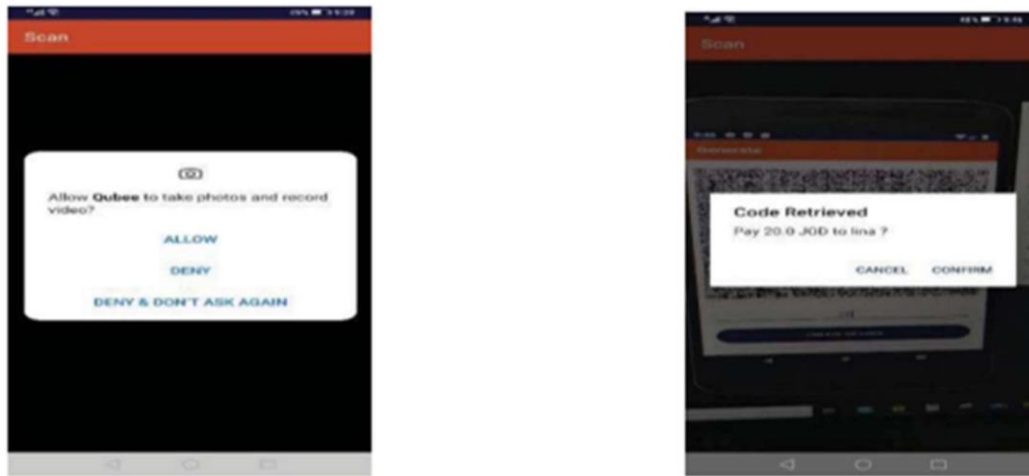 Scan
Allow Qubee to take photos and record
video?
ALLOW
DENY
DENY & DON'T ASK AGAIN
Scan
Generate
Code Retrieved
Pay 20.0 JOD to lina ?
CANCEL
CONFIRM